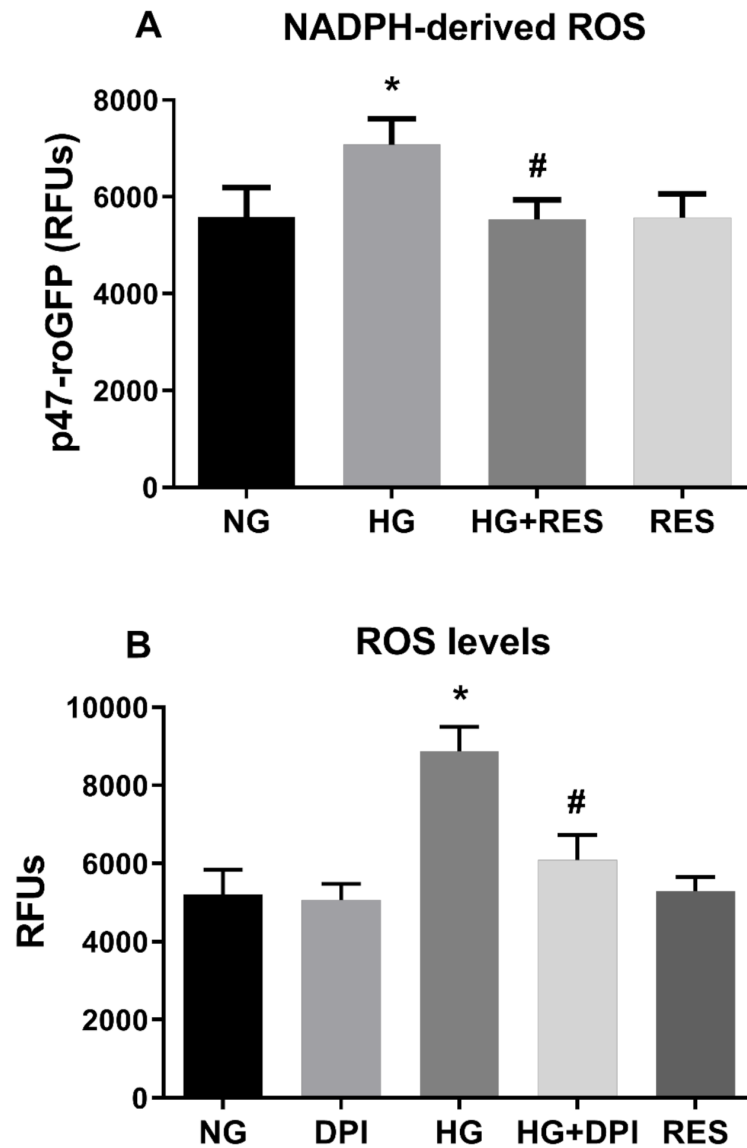 A NADPH-derived ROS
p47-roGFP (RFUs)
8000
6000
4000
2000
0
*
#
NG HG HG+RES RES
B ROS levels
RFUs
10000
8000
6000
4000
2000
0
*
#
NG DPI HG HG+DPI RES